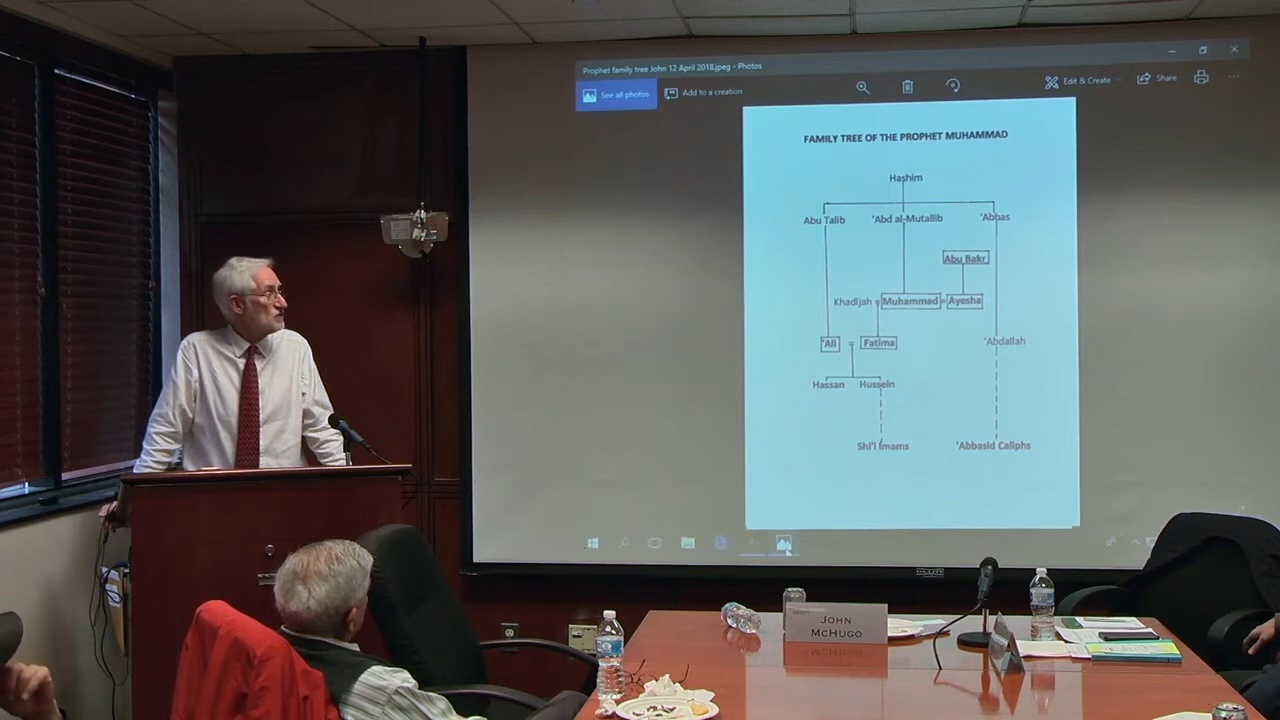 Prophet family tree John 12 April 2018.jpeg - Photos
See all photos
Add to a creation
Edit & Create
Share
FAMILY TREE OF THE PROPHET MUHAMMAD
Hashim
Abu Talib 'Abd al-Mutallib 'Abbas
Abu Bakr
Khadijah = Muhammad = Ayesha
'Ali = Fatima 'Abdallah
Hassan Hussein
Shi'i Imams 'Abbasid Caliphs
DA-LITE
JOHN
McHUGO